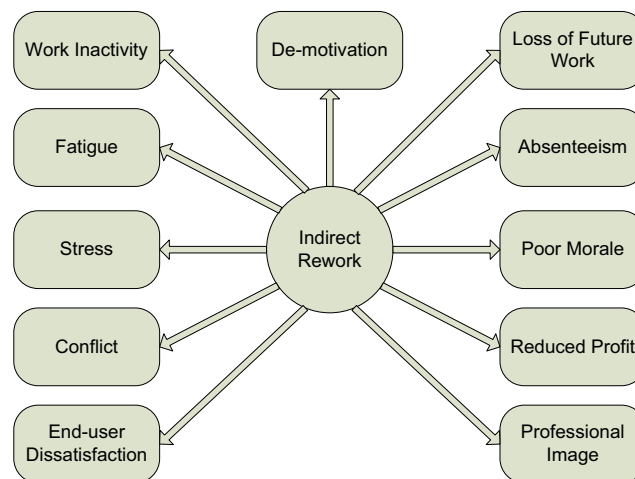 Work Inactivity
De-motivation
Loss of Future
Work
Fatigue
Absenteeism
Stress
Indirect
Rework
Poor Morale
Conflict
Reduced Profit
End-user
Dissatisfaction
Professional
Image